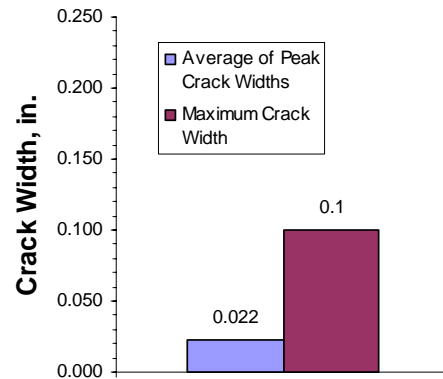 0.250
0.200
0.150
0.100
0.050
0.000
Crack Width, in.
Average of Peak
Crack Widths
Maximum Crack
Width
0.022
0.1